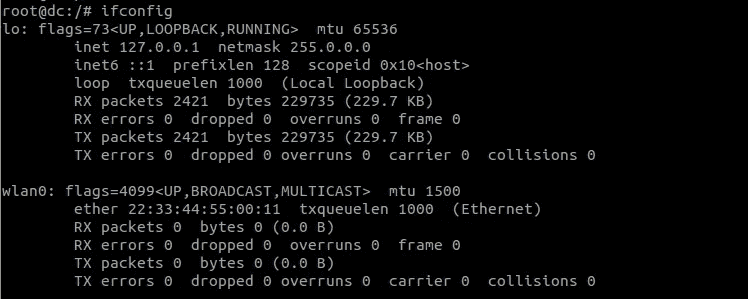 root@dc:/# ifconfig
lo: flags=73<UP,LOOPBACK,RUNNING>  mtu 65536
        inet 127.0.0.1  netmask 255.0.0.0
        inet6 ::1  prefixlen 128  scopeid 0x10<host>
        loop  txqueuelen 1000  (Local Loopback)
        RX packets 2421  bytes 229735 (229.7 KB)
        RX errors 0  dropped 0  overruns 0  frame 0
        TX packets 2421  bytes 229735 (229.7 KB)
        TX errors 0  dropped 0 overruns 0  carrier 0  collisions 0

wlan0: flags=4099<UP,BROADCAST,MULTICAST>  mtu 1500
        ether 22:33:44:55:00:11  txqueuelen 1000  (Ethernet)
        RX packets 0  bytes 0 (0.0 B)
        RX errors 0  dropped 0  overruns 0  frame 0
        TX packets 0  bytes 0 (0.0 B)
        TX errors 0  dropped 0 overruns 0  carrier 0  collisions 0